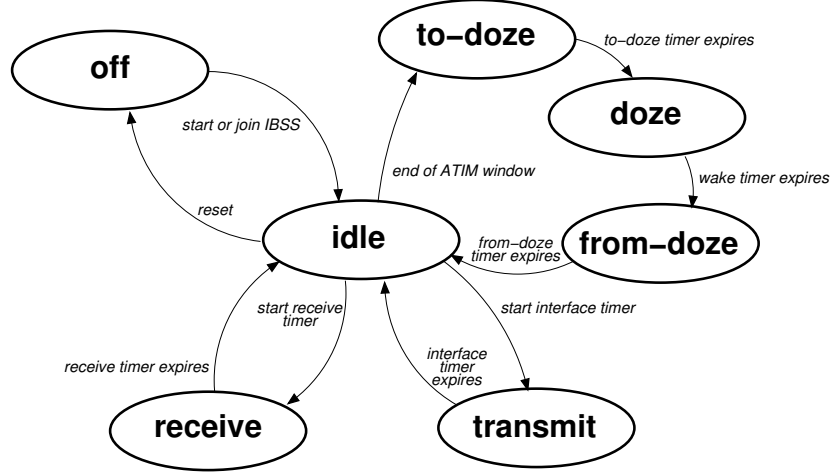 to–doze
to–doze timer expires
off
doze
start or join IBSS
end of ATIM window
wake timer expires
reset
idle
from–doze
timer expires
from–doze
start receive
timer
start interface timer
receive timer expires
interface
timer
expires
receive
transmit